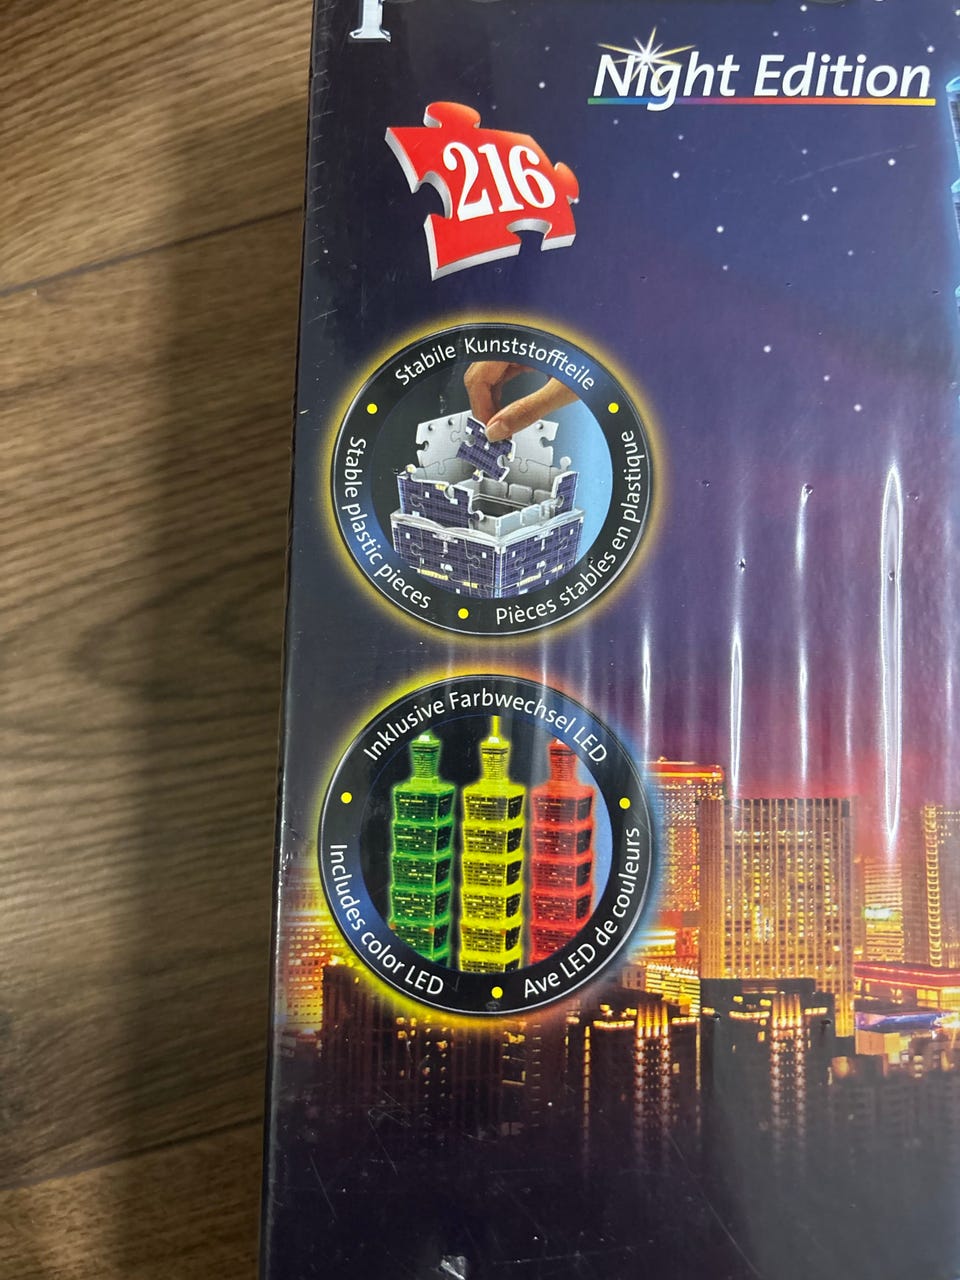 Night Edition
216
Stabile Kunststoffteile
Stable plastic pieces
Pièces stables en plastique
Inklusive Farbwechsel LED
Includes color LED
Ave LED de couleurs